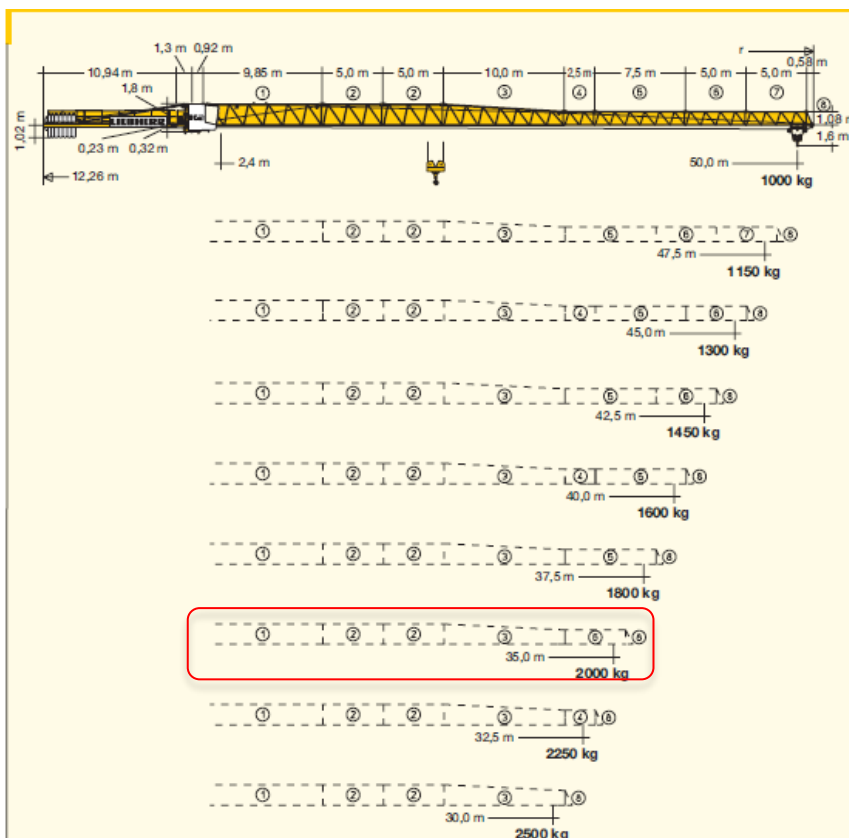 1,3 m 0,92 m
r
10,94 m 9,85 m 5,0 m 5,0 m 10,0 m 2,5 m 7,5 m 5,0 m 5,0 m 0,58 m
① ② ② ③ ④ ⑤ ⑥ ⑦ ⑧
1,8 m
LIEBHERR
1,02 m
1,08 m
1,6 m
0,23 m 0,32 m
2,4 m 50,0 m
12,26 m 1000 kg
① ② ② ③ ⑤ ⑥ ⑦ ⑧
47,5 m
1150 kg
① ② ② ③ ④ ⑤ ⑥ ⑧
45,0 m
1300 kg
① ② ② ③ ⑤ ⑥ ⑧
42,5 m
1450 kg
① ② ② ③ ④ ⑤ ⑧
40,0 m
1600 kg
① ② ② ③ ⑤ ⑧
37,5 m
1800 kg
① ② ② ③ ⑥ ⑧
35,0 m
2000 kg
① ② ② ③ ④ ⑧
32,5 m
2250 kg
① ② ② ③ ⑧
30,0 m
2500 kg